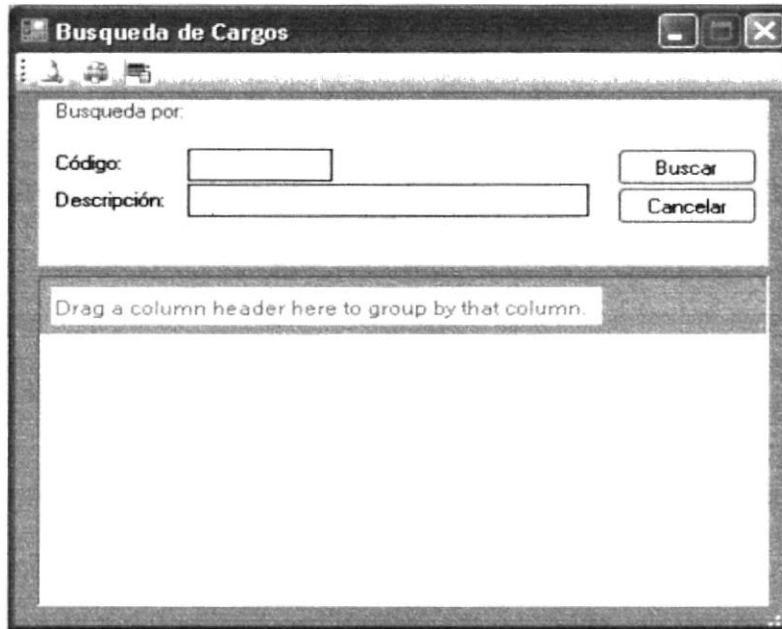 Busqueda de Cargos
Busqueda por:
Código:
Buscar
Descripción:
Cancelar
Drag a column header here to group by that column.